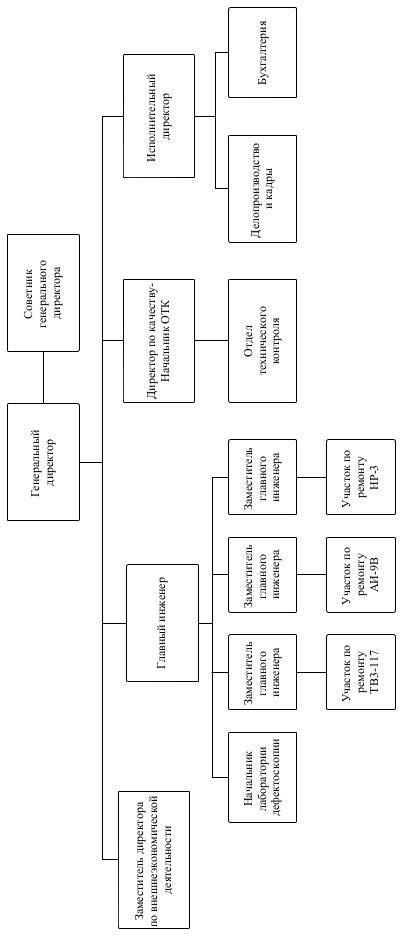 Генеральный
директор
Советник
генерального
директора
Заместитель директора
по внешнеэкономической
деятельности
Главный инженер
Директор по качеству-
Начальник ОТК
Исполнительный
директор
Начальник
лаборатории
дефектоскопии
Заместитель
главного
инженера
Заместитель
главного
инженера
Заместитель
главного
инженера
Отдел
технического
контроля
Делопроизводство
и кадры
Бухгалтерия
Участок по
ремонту
ТВ3-117
Участок по
ремонту
АИ-9В
Участок по
ремонту
НР-3